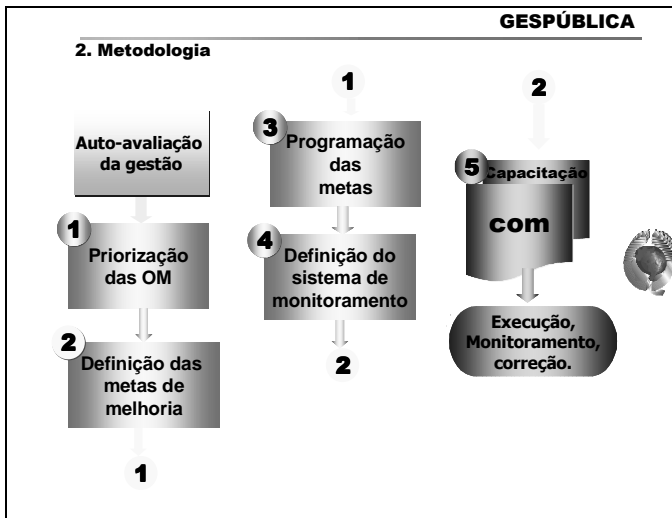 GESPÚBLICA
2. Metodologia
Auto-avaliação
da gestão
1
Priorização
das OM
2
Definição das
metas de
melhoria
1
1
3
Programação
das
metas
4
Definição do
sistema de
monitoramento
2
2
5
Capacitação
com
Execução,
Monitoramento,
correção.